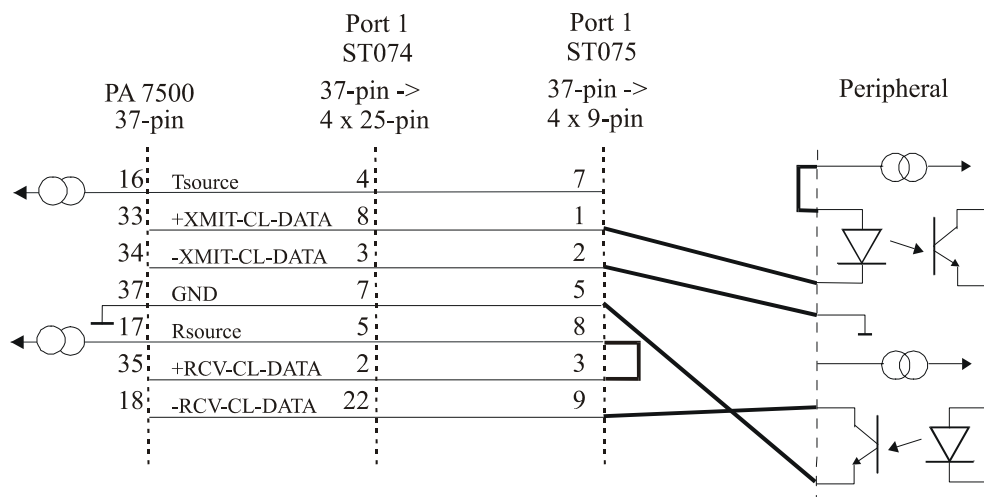 Port 1
ST074
37-pin ->
4 x 25-pin
Port 1
ST075
37-pin ->
4 x 9-pin
PA 7500
37-pin
Peripheral
16 Tsource 4 7
33 +XMIT-CL-DATA 8 1
34 -XMIT-CL-DATA 3 2
37 GND 7 5
17 Rsource 5 8
35 +RCV-CL-DATA 2 3
18 -RCV-CL-DATA 22 9